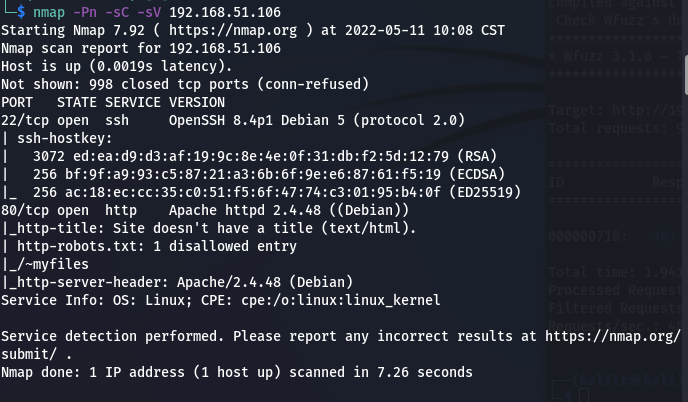 └─$ nmap -Pn -sC -sV 192.168.51.106
Starting Nmap 7.92 ( https://nmap.org ) at 2022-05-11 10:08 CST
Nmap scan report for 192.168.51.106
Host is up (0.0019s latency).
Not shown: 998 closed tcp ports (conn-refused)
PORT   STATE SERVICE VERSION
22/tcp open  ssh     OpenSSH 8.4p1 Debian 5 (protocol 2.0)
| ssh-hostkey:
|   3072 ed:ea:d9:d3:af:19:9c:8e:4e:0f:31:db:f2:5d:12:79 (RSA)
|   256 bf:9f:a9:93:c5:87:21:a3:6b:6f:9e:e6:87:61:f5:19 (ECDSA)
|_  256 ac:18:ec:cc:35:c0:51:f5:6f:47:74:c3:01:95:b4:0f (ED25519)
80/tcp open  http    Apache httpd 2.4.48 ((Debian))
|_http-title: Site doesn't have a title (text/html).
| http-robots.txt: 1 disallowed entry
|_/~myfiles
|_http-server-header: Apache/2.4.48 (Debian)
Service Info: OS: Linux; CPE: cpe:/o:linux:linux_kernel
Service detection performed. Please report any incorrect results at https://nmap.org/
submit/ .
Nmap done: 1 IP address (1 host up) scanned in 7.26 seconds
compiled against
Check Wfuzz's do
* Wfuzz 3.1.0 -
Target: http://19
Total requests: 9
ID           Resp
000000718:
Total time: 1.941
Processed Request
Filtered Requests
Requests/sec.: